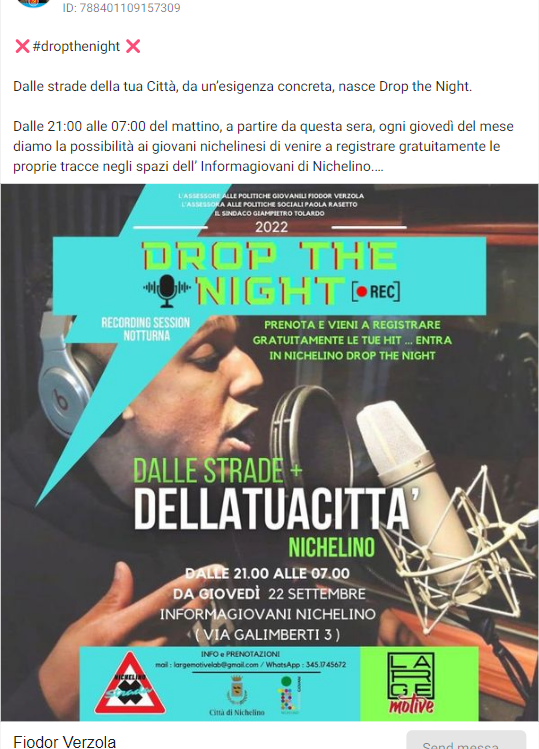 ID: 788401109157309
❌#dropthenight ❌
Dalle strade della tua Città, da un'esigenza concreta, nasce Drop the Night.
Dalle 21:00 alle 07:00 del mattino, a partire da questa sera, ogni giovedì del mese
diamo la possibilità ai giovani nichelinesi di venire a registrare gratuitamente le
proprie tracce negli spazi dell' Informagiovani di Nichelino....
L'ASSESSORE ALLE POLITICHE GIOVANILI FIODOR VERZOLA
L'ASSESSORA ALLE POLITICHE SOCIALI PAOLA RASETTO
IL SINDACO GIAMPIETRO TOLARDO
2022
DROP THE
NIGHT
[REC]
RECORDING SESSION
NOTTURNA
PRENOTA E VIENI A REGISTRARE
GRATUITAMENTE LE TUE HIT ... ENTRA
IN NICHELINO DROP THE NIGHT
b
DALLE STRADE +
DELLATUACITTA'
NICHELINO
DALLE 21.00 ALLE 07.00
DA GIOVEDÌ 22 SETTEMBRE
INFORMAGIOVANI NICHELINO
( VIA GALIMBERTI 3 )
INFO e PRENOTAZIONI
mail : largemotivelab@gmail.com / WhatsApp : 345.1745672
NICHELINO
Città di Nichelino
LARGE
motive
Fiodor Verzola
Send messa